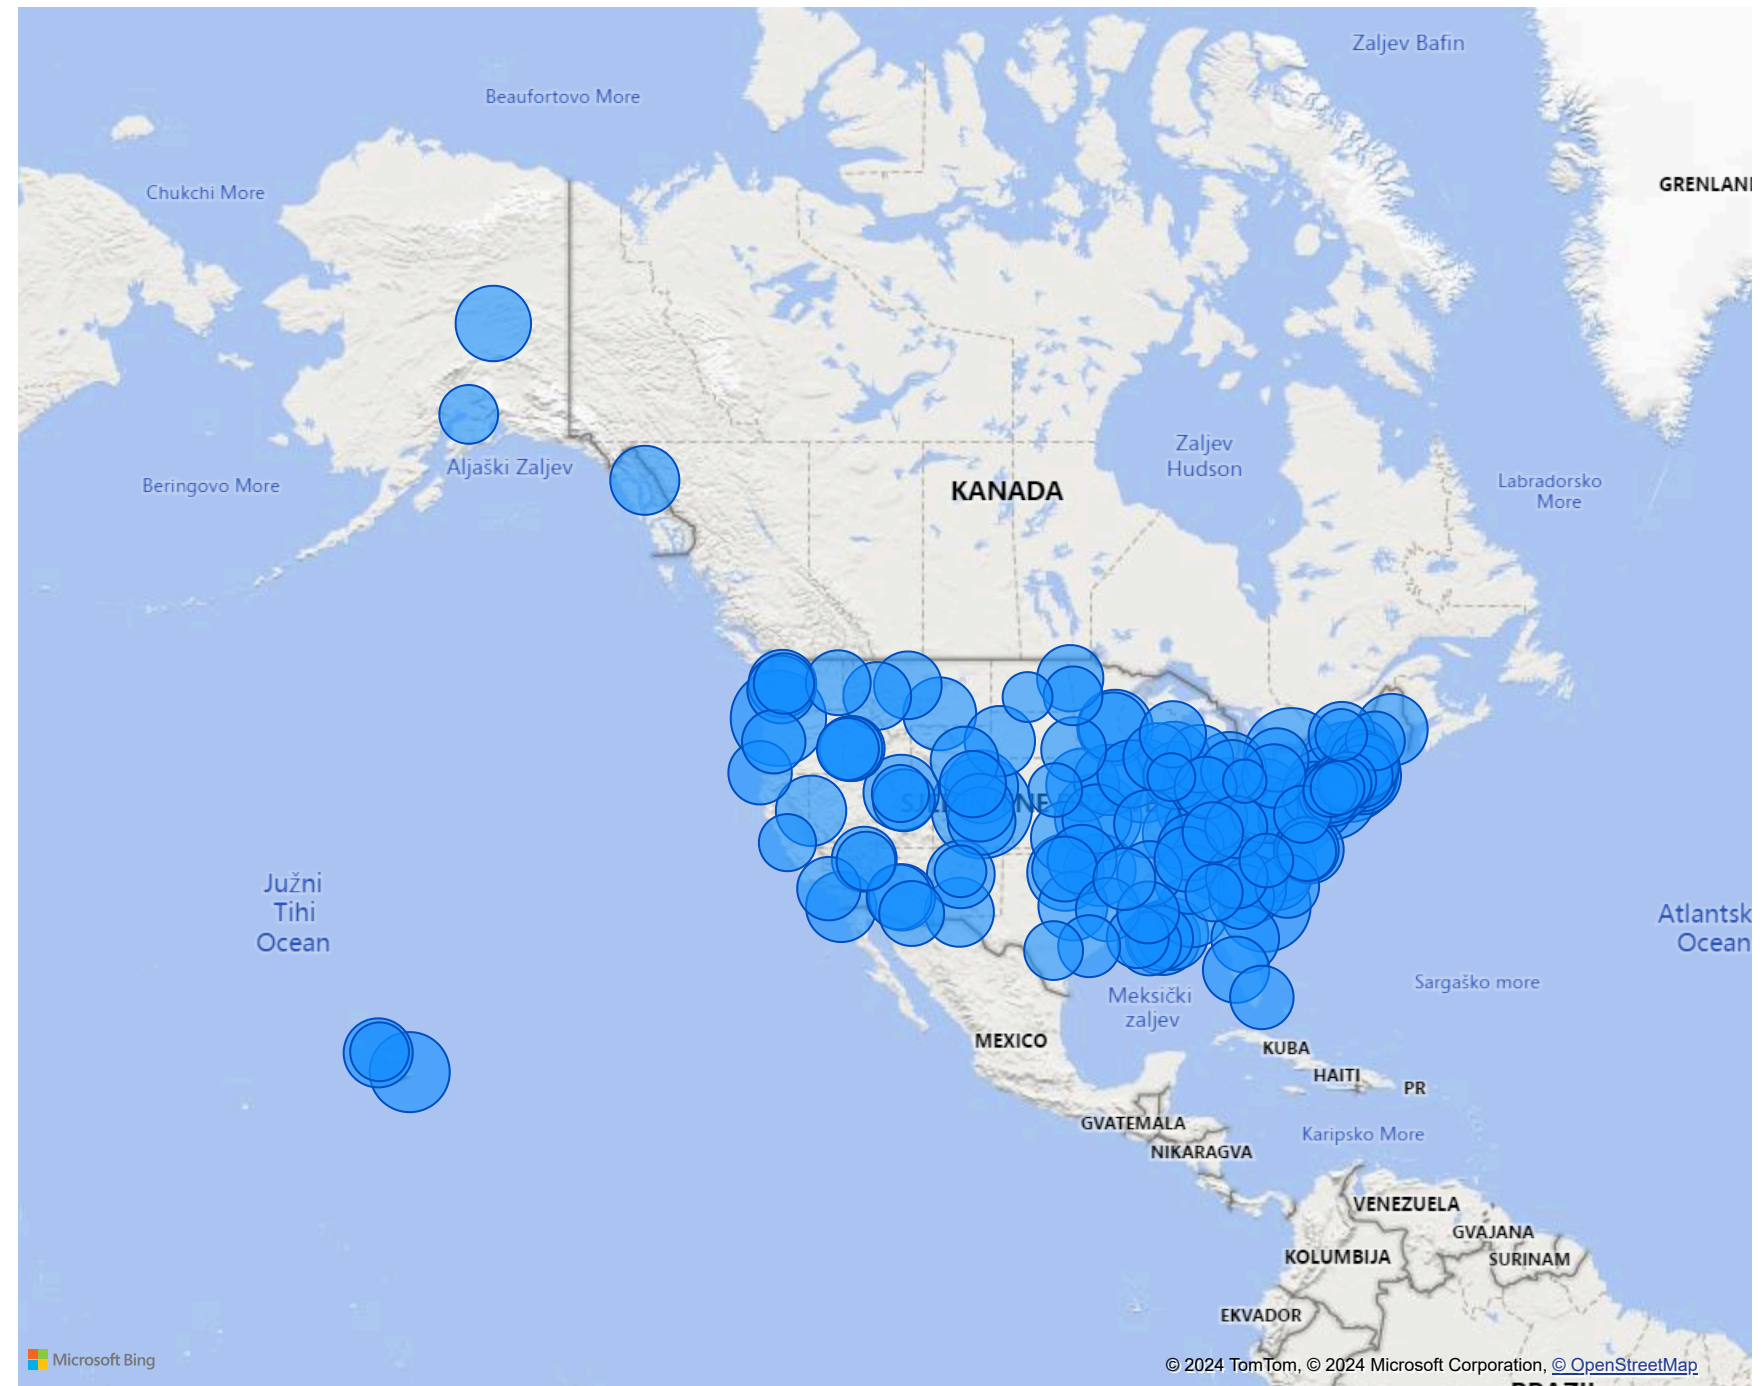 Zaljev Bafin
Beaufortovo More
Chukchi More
GRENLAN
Zaljev
Hudson
Aljaški Zaljev
Beringovo More
KANADA
Labradorsko
More
Južni
Tihi
Ocean
Atlantsk
Ocean
Sargaško more
Meksički
zaljev
MEXICO
KUBA
HAITI
PR
GVATEMALA
Karipsko More
NIKARAGVA
VENEZUELA
GVAJANA
KOLUMBIJA
SURINAM
EKVADOR
Microsoft Bing
© 2024 TomTom, © 2024 Microsoft Corporation, © OpenStreetMap